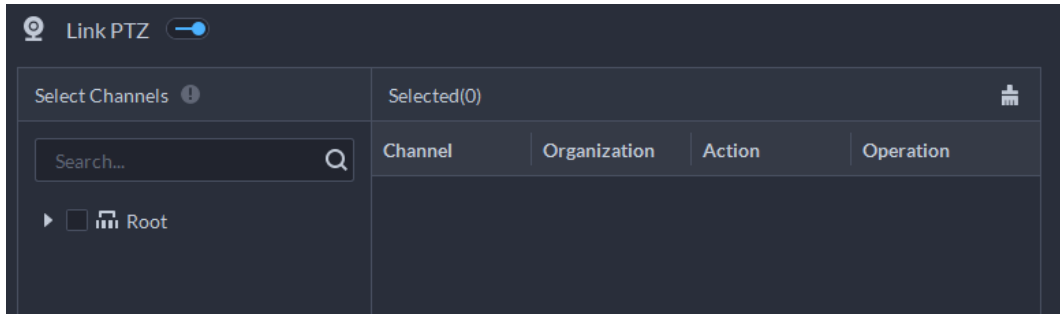 Link PTZ
Select Channels
Selected(0)
Search...
Channel Organization Action Operation
Root